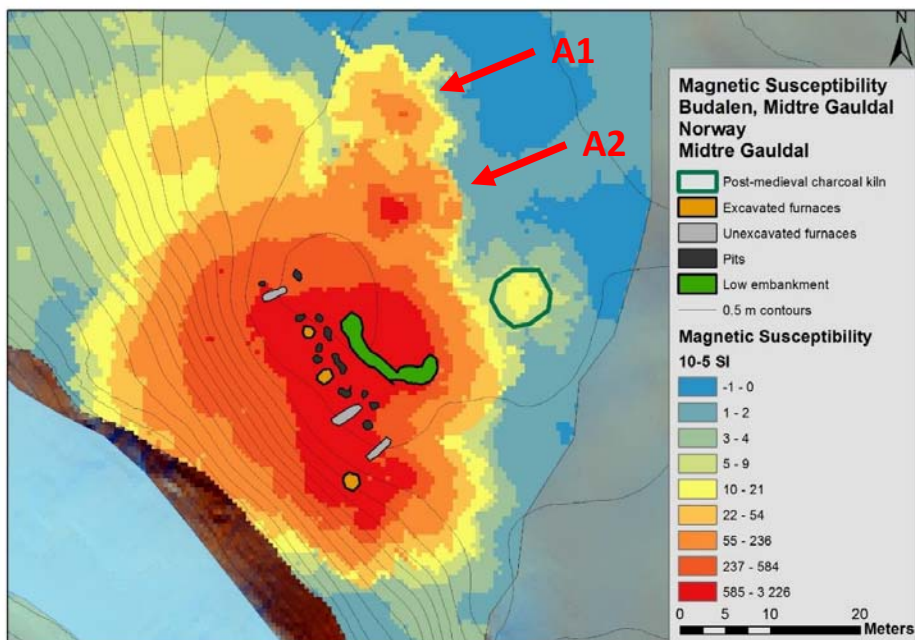 A1
A2
N
Magnetic Susceptibility
Budalen, Midtre Gauldal
Norway
Midtre Gauldal
Post-medieval charcoal kiln
Excavated furnaces
Unexcavated furnaces
Pits
Low embankment
0.5 m contours
Magnetic Susceptibility
10-5 SI
-1 - 0
1 - 2
3 - 4
5 - 9
10 - 21
22 - 54
55 - 236
237 - 584
585 - 3 226
0 5 10 20
Meters